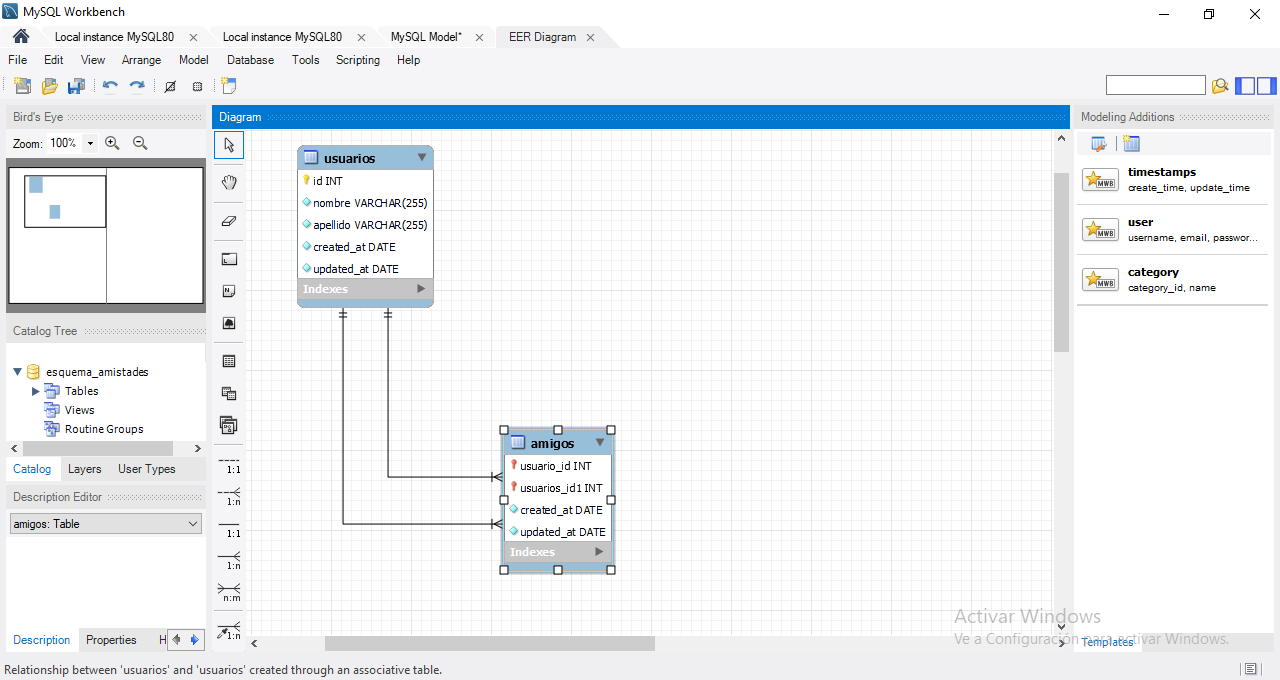 MySQL Workbench
Local instance MySQL80
Local instance MySQL80
MySQL Model*
EER Diagram
File Edit View Arrange Model Database Tools Scripting Help
Bird's Eye
Zoom: 100%
Catalog Tree
esquema_amistades
Tables
Views
Routine Groups
Catalog Layers User Types
Description Editor
amigos: Table
Description Properties H
Diagram
1:1
1:n
1:1
1:n
n:m
1:n
usuarios
id INT
nombre VARCHAR(255)
apellido VARCHAR(255)
created_at DATE
updated_at DATE
Indexes
amigos
usuario_id INT
usuarios_id1 INT
created_at DATE
updated_at DATE
Indexes
Modeling Additions
MWB
timestamps
create_time, update_time
MWB
user
username, email, passwor...
MWB
category
category_id, name
Activar Windows
Ve a Configuración para activar Windows.
Templates
Relationship between 'usuarios' and 'usuarios' created through an associative table.